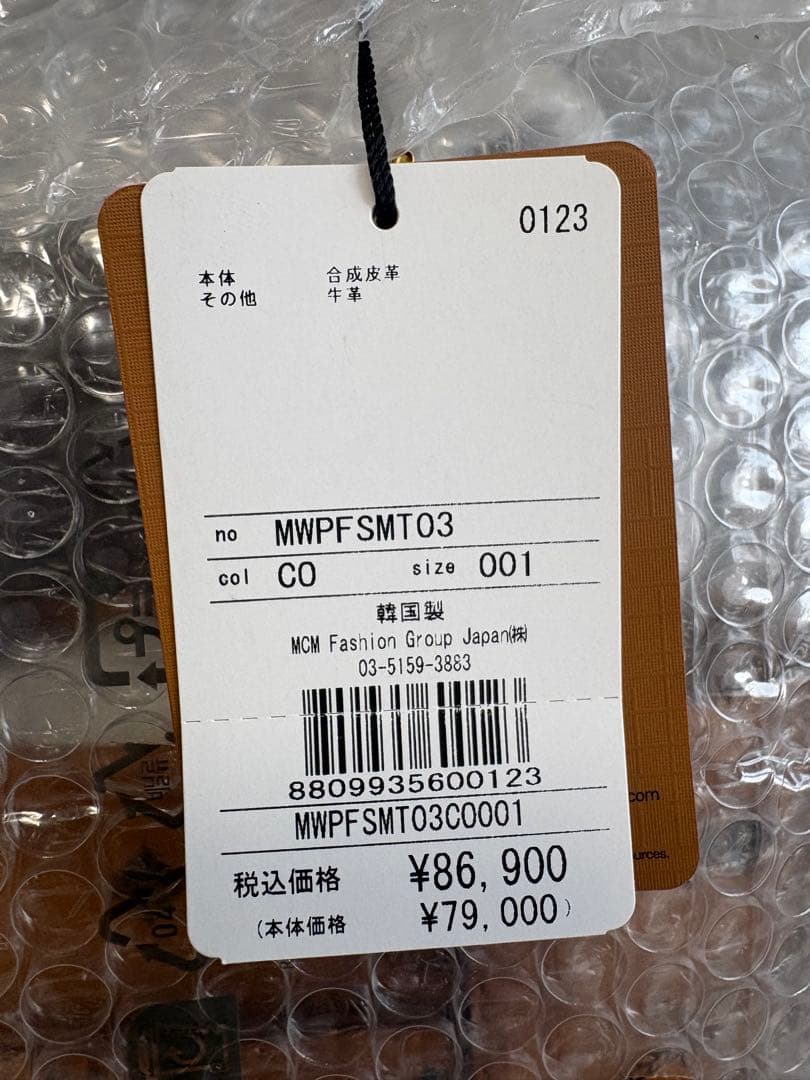 0123
本体 合成皮革
その他 牛革
no MWPFSMT03
col CO size 001
韓国製
MCM Fashion Group Japan㈱
03-5159-3883
8809935600123
MWPFSMT03CO001
税込価格 ¥86,900
(本体価格 ¥79,000)
.com
urces.